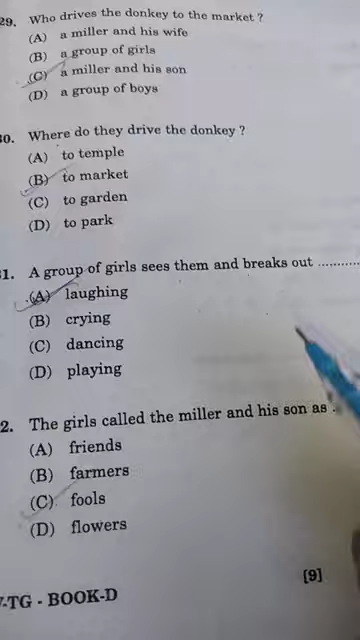 29. Who drives the donkey to the market ?
(A) a miller and his wife
(B) a group of girls
(C) a miller and his son
(D) a group of boys
30. Where do they drive the donkey ?
(A) to temple
(B) to market
(C) to garden
(D) to park
31. A group of girls sees them and breaks out ...........
(A) laughing
(B) crying
(C) dancing
(D) playing
2. The girls called the miller and his son as .
(A) friends
(B) farmers
(C) fools
(D) flowers
[9]
-TG - BOOK-D